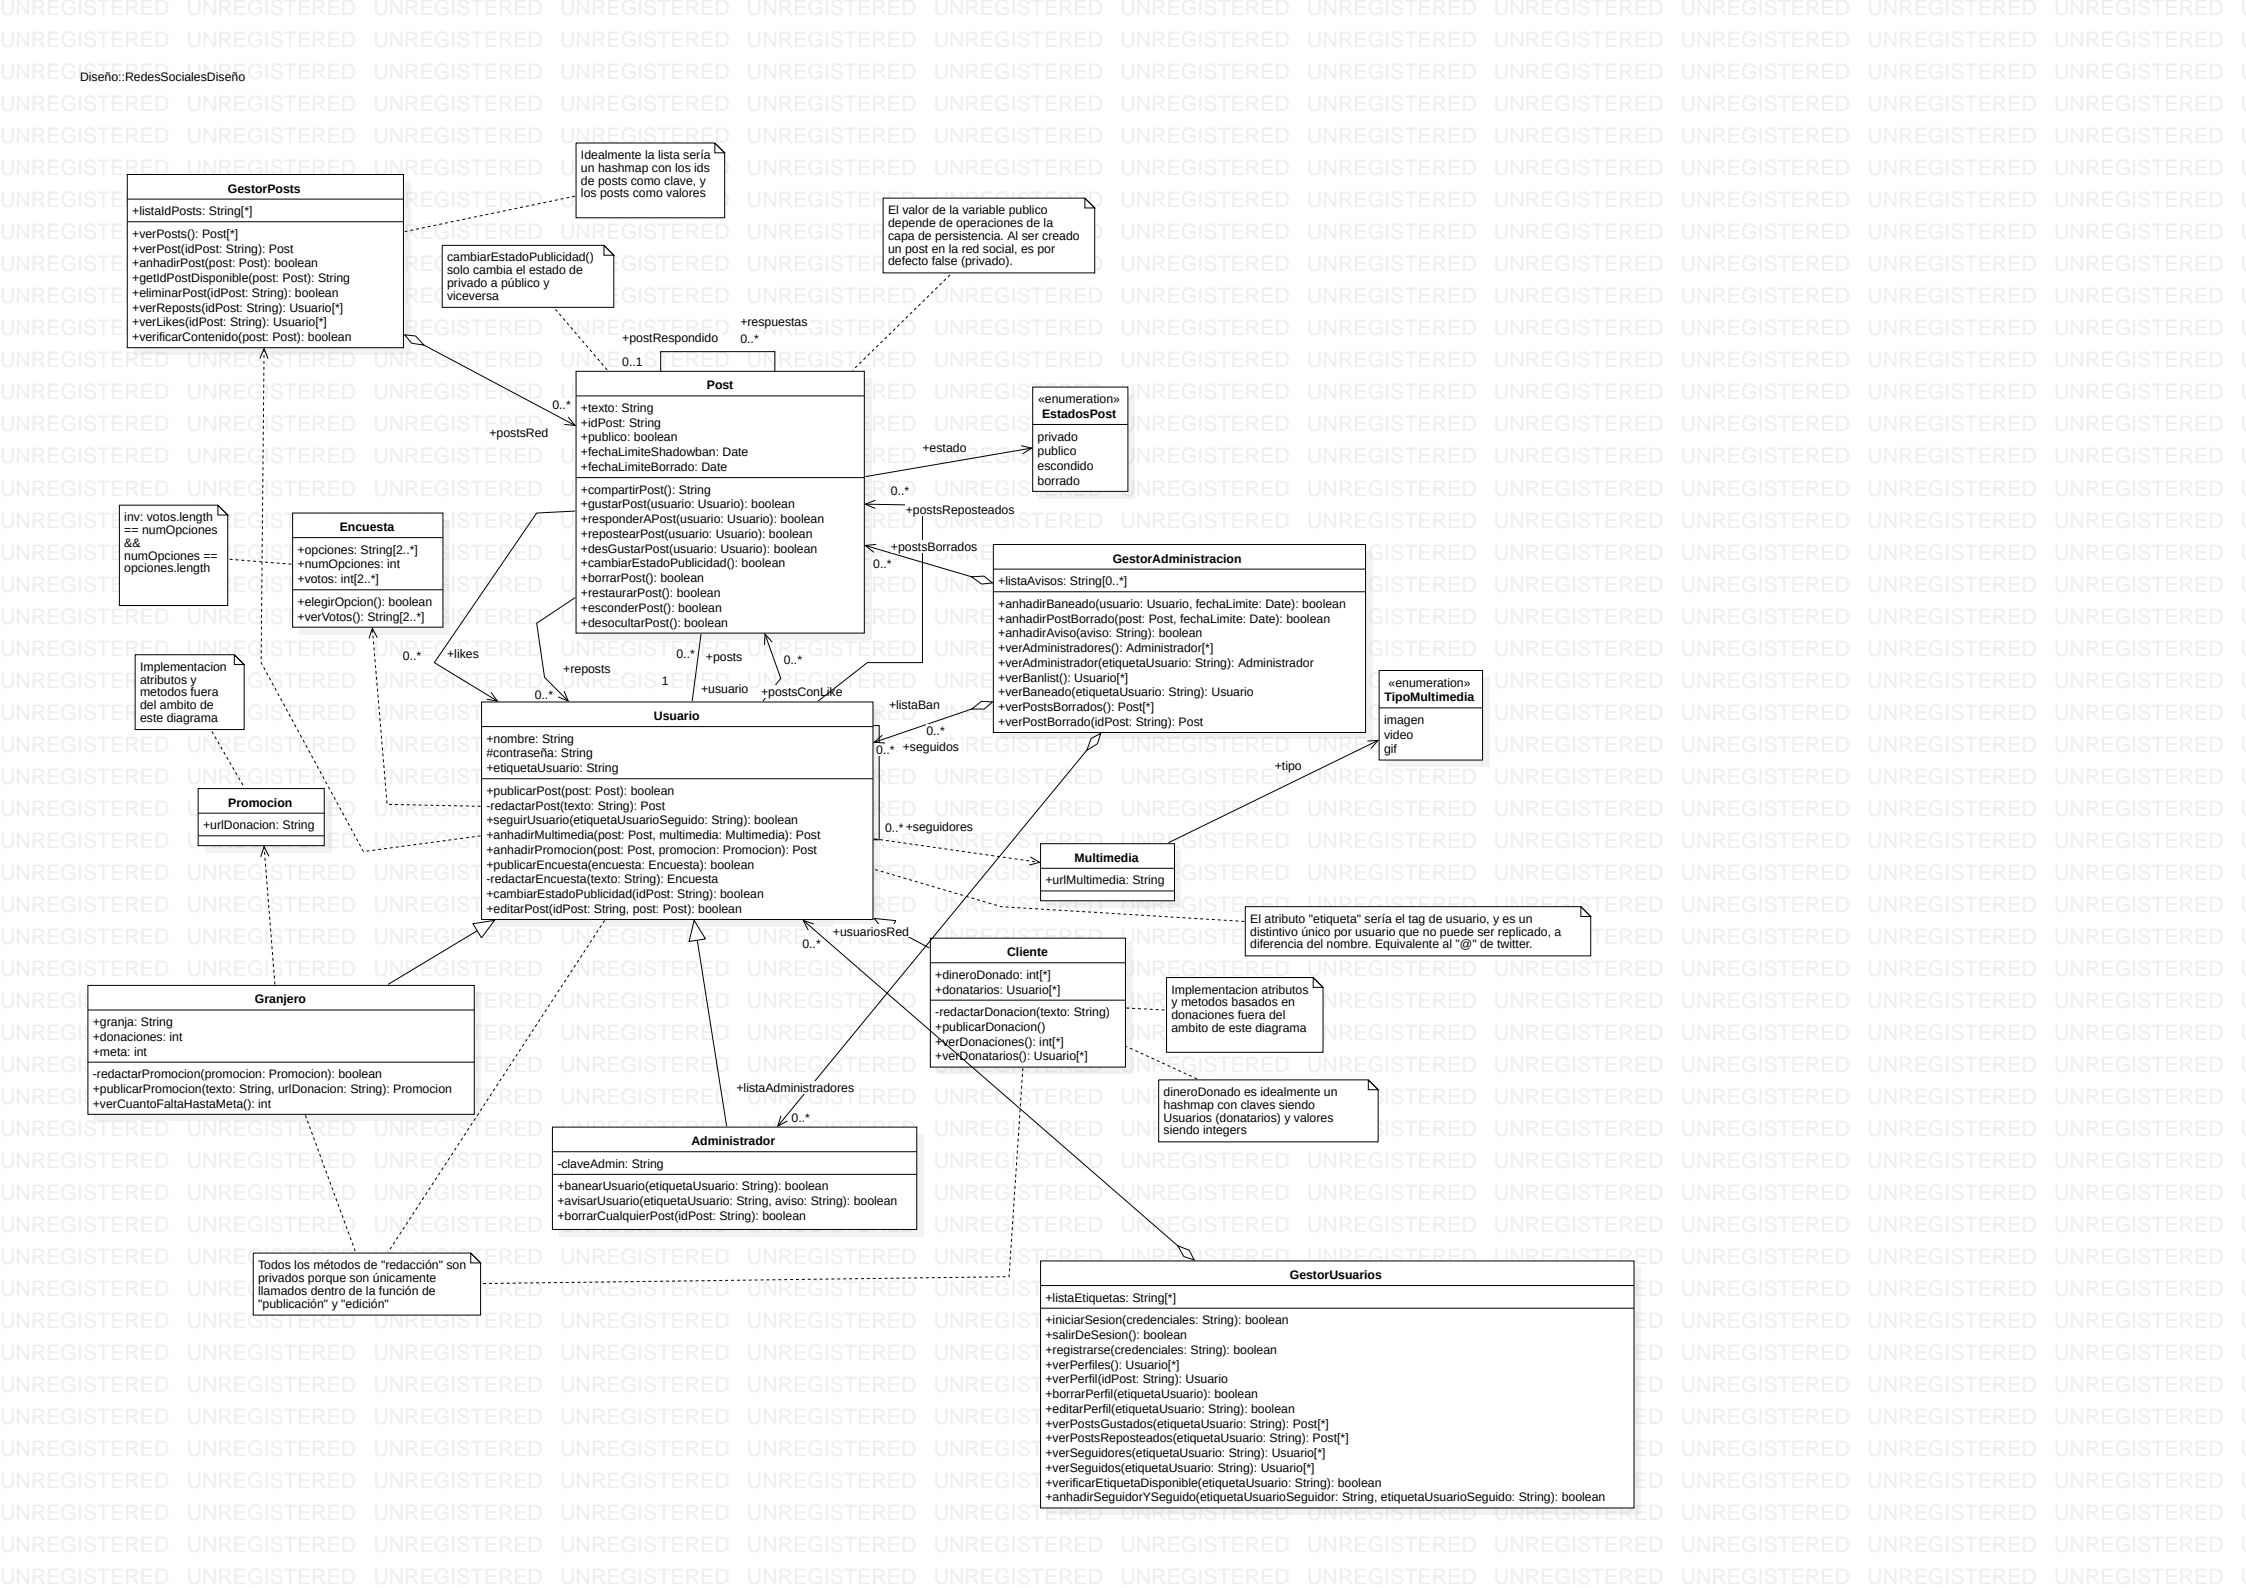 Diseño::RedesSocialesDiseño
Idealmente la lista sería
un hashmap con los ids
de posts como clave, y
los posts como valores
GestorPosts
+listaIdPosts: String[*]
+verPosts(): Post[*]
+verPost(idPost: String): Post
+anhadirPost(post: Post): boolean
+getIdPostDisponible(post: Post): String
+eliminarPost(idPost: String): boolean
+verReposts(idPost: String): Usuario[*]
+verLikes(idPost: String): Usuario[*]
+verificarContenido(post: Post): boolean
El valor de la variable publico
depende de operaciones de la
capa de persistencia. Al ser creado
un post en la red social, es por
defecto false (privado).
cambiarEstadoPublicidad()
solo cambia el estado de
privado a público y
viceversa
+respuestas
0..*
+postRespondido
0..1
0..*
+postsRed
Post
+texto: String
+idPost: String
+publico: boolean
+fechaLimiteShadowban: Date
+fechaLimiteBorrado: Date
+compartirPost(): String
+gustarPost(usuario: Usuario): boolean
+responderAPost(usuario: Usuario): boolean
+repostearPost(usuario: Usuario): boolean
+desGustarPost(usuario: Usuario): boolean
+cambiarEstadoPublicidad(): boolean
+borrarPost(): boolean
+restaurarPost(): boolean
+esconderPost(): boolean
+desocultarPost(): boolean
+estado
«enumeration»
EstadosPost
privado
publico
escondido
borrado
0..*
+postsReposteados
+postsBorrados
0..*
inv: votos.length
== numOpciones
&&
numOpciones ==
opciones.length
Encuesta
+opciones: String[2..*]
+numOpciones: int
+votos: int[2..*]
+elegirOpcion(): boolean
+verVotos(): String[2..*]
GestorAdministracion
+listaAvisos: String[0..*]
+anhadirBaneado(usuario: Usuario, fechaLimite: Date): boolean
+anhadirPostBorrado(post: Post, fechaLimite: Date): boolean
+anhadirAviso(aviso: String): boolean
+verAdministradores(): Administrador[*]
+verAdministrador(etiquetaUsuario: String): Administrador
+verBanlist(): Usuario[*]
+verBaneado(etiquetaUsuario: String): Usuario
+verPostsBorrados(): Post[*]
+verPostBorrado(idPost: String): Post
0..*
+likes
+reposts
0..*
0..*
+posts
1
+usuario
0..*
+postsConLike
+listaBan
0..*
0..*
+seguidos
Implementacion
atributos y
metodos fuera
del ambito de
este diagrama
«enumeration»
TipoMultimedia
imagen
video
gif
+tipo
Usuario
+nombre: String
#contraseña: String
+etiquetaUsuario: String
+publicarPost(post: Post): boolean
-redactarPost(texto: String): Post
+seguirUsuario(etiquetaUsuarioSeguido: String): boolean
+anhadirMultimedia(post: Post, multimedia: Multimedia): Post
+anhadirPromocion(post: Post, promocion: Promocion): Post
+publicarEncuesta(encuesta: Encuesta): boolean
-redactarEncuesta(texto: String): Encuesta
+cambiarEstadoPublicidad(idPost: String): boolean
+editarPost(idPost: String, post: Post): boolean
Promocion
+urlDonacion: String
0..*
+seguidores
Multimedia
+urlMultimedia: String
El atributo "etiqueta" sería el tag de usuario, y es un
distintivo único por usuario que no puede ser replicado, a
diferencia del nombre. Equivalente al "@" de twitter.
+usuariosRed
0..*
Cliente
+dineroDonado: int[*]
+donatarios: Usuario[*]
-redactarDonacion(texto: String)
+publicarDonacion()
+verDonaciones(): int[*]
+verDonatarios(): Usuario[*]
Implementacion atributos
y metodos basados en
donaciones fuera del
ambito de este diagrama
dineroDonado es idealmente un
hashmap con claves siendo
Usuarios (donatarios) y valores
siendo integers
Granjero
+granja: String
+donaciones: int
+meta: int
-redactarPromocion(promocion: Promocion): boolean
+publicarPromocion(texto: String, urlDonacion: String): Promocion
+verCuantoFaltaHastaMeta(): int
+listaAdministradores
0..*
Administrador
-claveAdmin: String
+banearUsuario(etiquetaUsuario: String): boolean
+avisarUsuario(etiquetaUsuario: String, aviso: String): boolean
+borrarCualquierPost(idPost: String): boolean
Todos los métodos de "redacción" son
privados porque son únicamente
llamados dentro de la función de
"publicación" y "edición"
GestorUsuarios
+listaEtiquetas: String[*]
+iniciarSesion(credenciales: String): boolean
+salirDeSesion(): boolean
+registrarse(credenciales: String): boolean
+verPerfiles(): Usuario[*]
+verPerfil(idPost: String): Usuario
+borrarPerfil(etiquetaUsuario): boolean
+editarPerfil(etiquetaUsuario: String): boolean
+verPostsGustados(etiquetaUsuario: String): Post[*]
+verPostsReposteados(etiquetaUsuario: String): Post[*]
+verSeguidores(etiquetaUsuario: String): Usuario[*]
+verSeguidos(etiquetaUsuario: String): Usuario[*]
+verificarEtiquetaDisponible(etiquetaUsuario: String): boolean
+anhadirSeguidorYSeguido(etiquetaUsuarioSeguidor: String, etiquetaUsuarioSeguido: String): boolean
UNREGISTERED